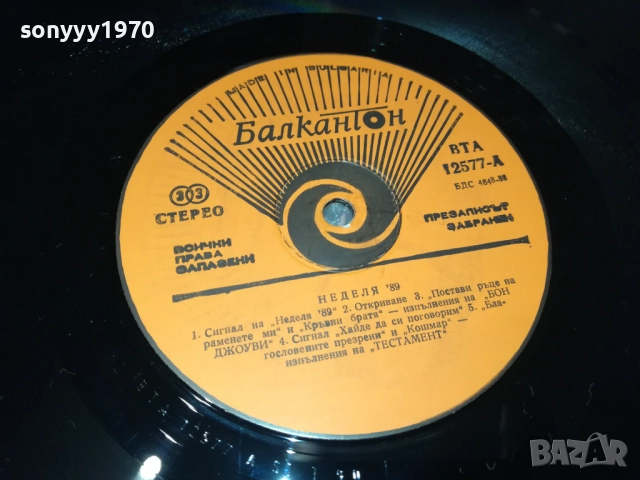 sonyyy1970
MADE IN BULGARIA
Балкантон
ВТА
12577-А
БДС 4848-88
33
СТЕРЕО
ПРЕЗАПИСЪТ
ЗАБРАНЕН
ВСИЧКИ
ПРАВА
ЗАПАЗЕНИ
НЕДЕЛЯ '89
1. Сигнал на „Неделя '89" 2. Откриване 3. „Постави ръце на
раменете ми" и „Кръвни братя" — изпълнения на „БОН
ДЖОУВИ" 4. Сигнал „Хайде да си поговорим" 5. „Бла-
гословените презрени" и „Кошмар" —
изпълнения на „ТЕСТАМЕНТ"
BAZAR